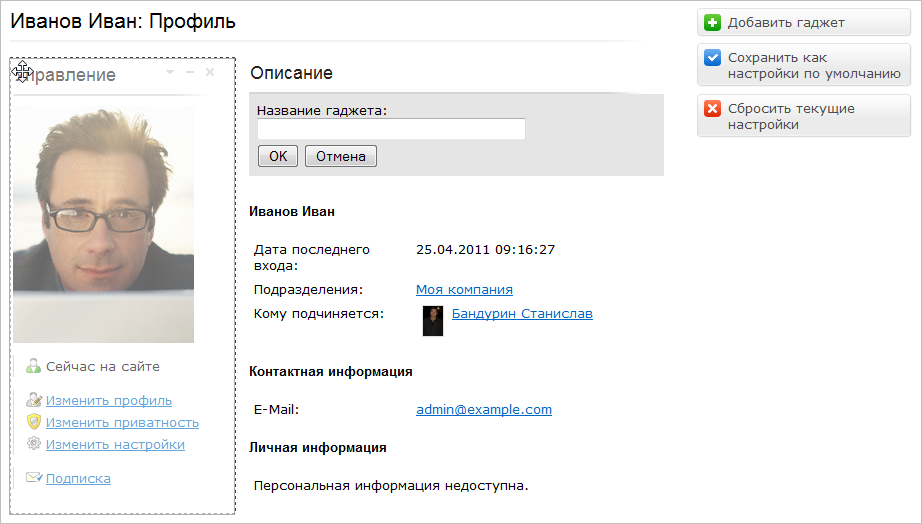 Иванов Иван: Профиль
Добавить гаджет
Сохранить как
настройки по умолчанию
Сбросить текущие
настройки
Управление
Сейчас на сайте
Изменить профиль
Изменить приватность
Изменить настройки
Подписка
Описание
Название гаджета:
OK
Отмена
Иванов Иван
Дата последнего
входа:
25.04.2011 09:16:27
Подразделения:
Моя компания
Кому подчиняется:
Бандурин Станислав
Контактная информация
E-Mail:
admin@example.com
Личная информация
Персональная информация недоступна.